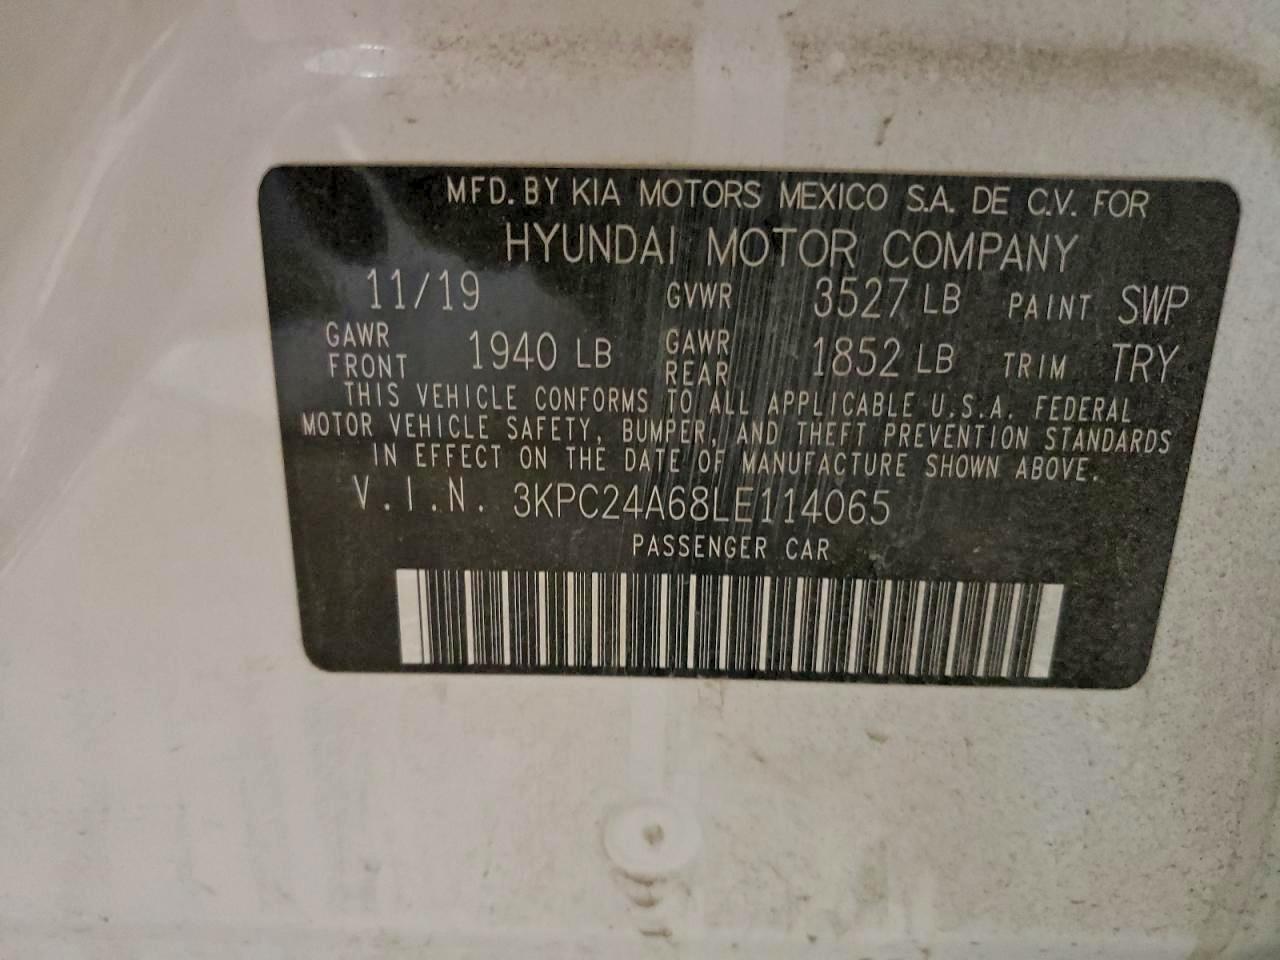 MFD. BY KIA MOTORS MEXICO S.A. DE C.V. FOR
HYUNDAI MOTOR COMPANY
11/19 GVWR 3527 LB PAINT SWP
GAWR FRONT 1940 LB GAWR REAR 1852 LB TRIM TRY
THIS VEHICLE CONFORMS TO ALL APPLICABLE U.S.A. FEDERAL
MOTOR VEHICLE SAFETY, BUMPER, AND THEFT PREVENTION STANDARDS
IN EFFECT ON THE DATE OF MANUFACTURE SHOWN ABOVE.
V.I.N. 3KPC24A68LE114065
PASSENGER CAR